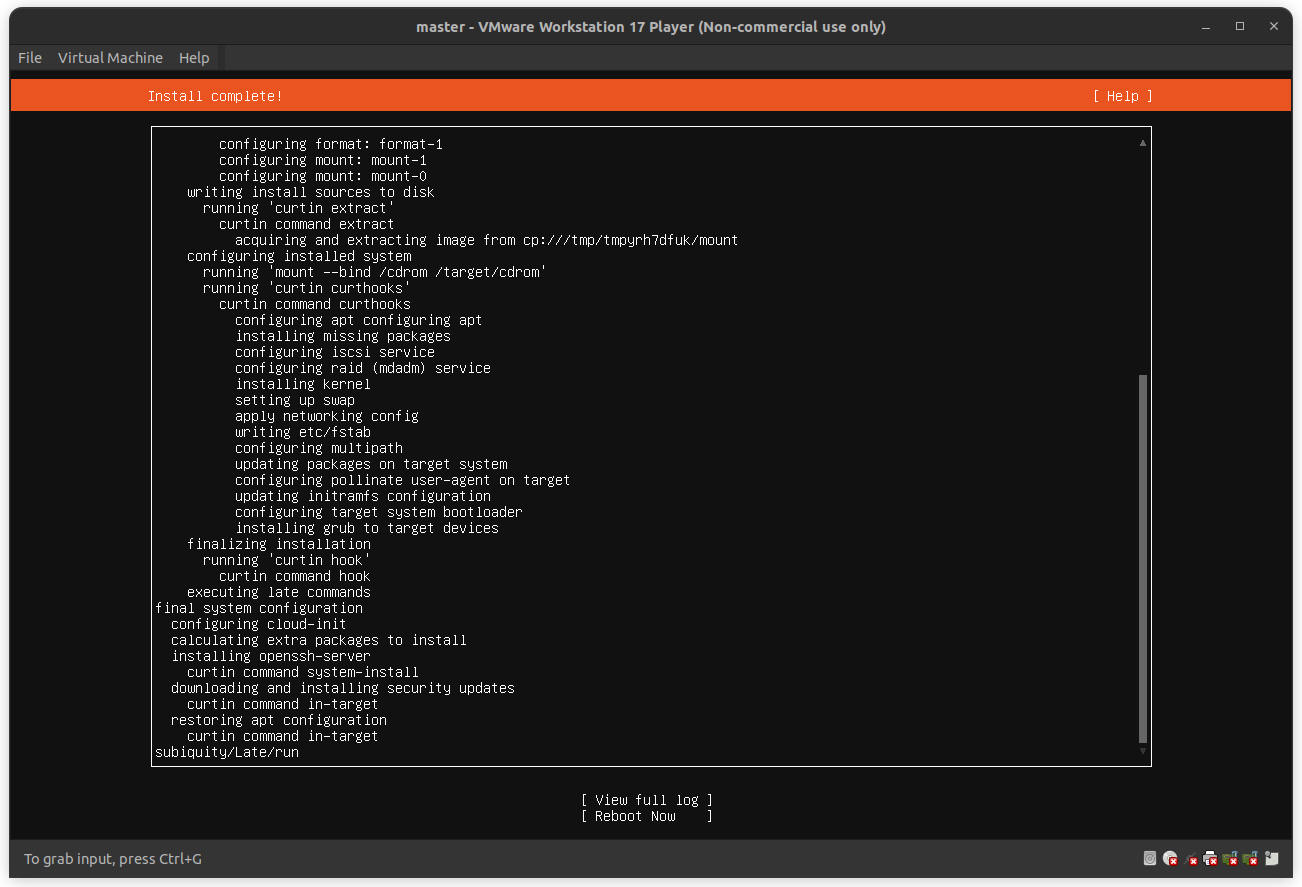 master - VMware Workstation 17 Player (Non-commercial use only)
File Virtual Machine Help
Install complete! [ Help ]
configuring format: format-1
configuring mount: mount-1
configuring mount: mount-0
writing install sources to disk
running 'curtin extract'
curtin command extract
acquiring and extracting image from cp:///tmp/tmpyrh7dfuk/mount
configuring installed system
running 'mount --bind /cdrom /target/cdrom'
running 'curtin curthooks'
curtin command curthooks
configuring apt configuring apt
installing missing packages
configuring iscsi service
configuring raid (mdadm) service
installing kernel
setting up swap
apply networking config
writing etc/fstab
configuring multipath
updating packages on target system
configuring pollinate user-agent on target
updating initramfs configuration
configuring target system bootloader
installing grub to target devices
finalizing installation
running 'curtin hook'
curtin command hook
executing late commands
final system configuration
configuring cloud-init
calculating extra packages to install
installing openssh-server
curtin command system-install
downloading and installing security updates
curtin command in-target
restoring apt configuration
curtin command in-target
subiquity/Late/run
[ View full log ]
[ Reboot Now ]
To grab input, press Ctrl+G